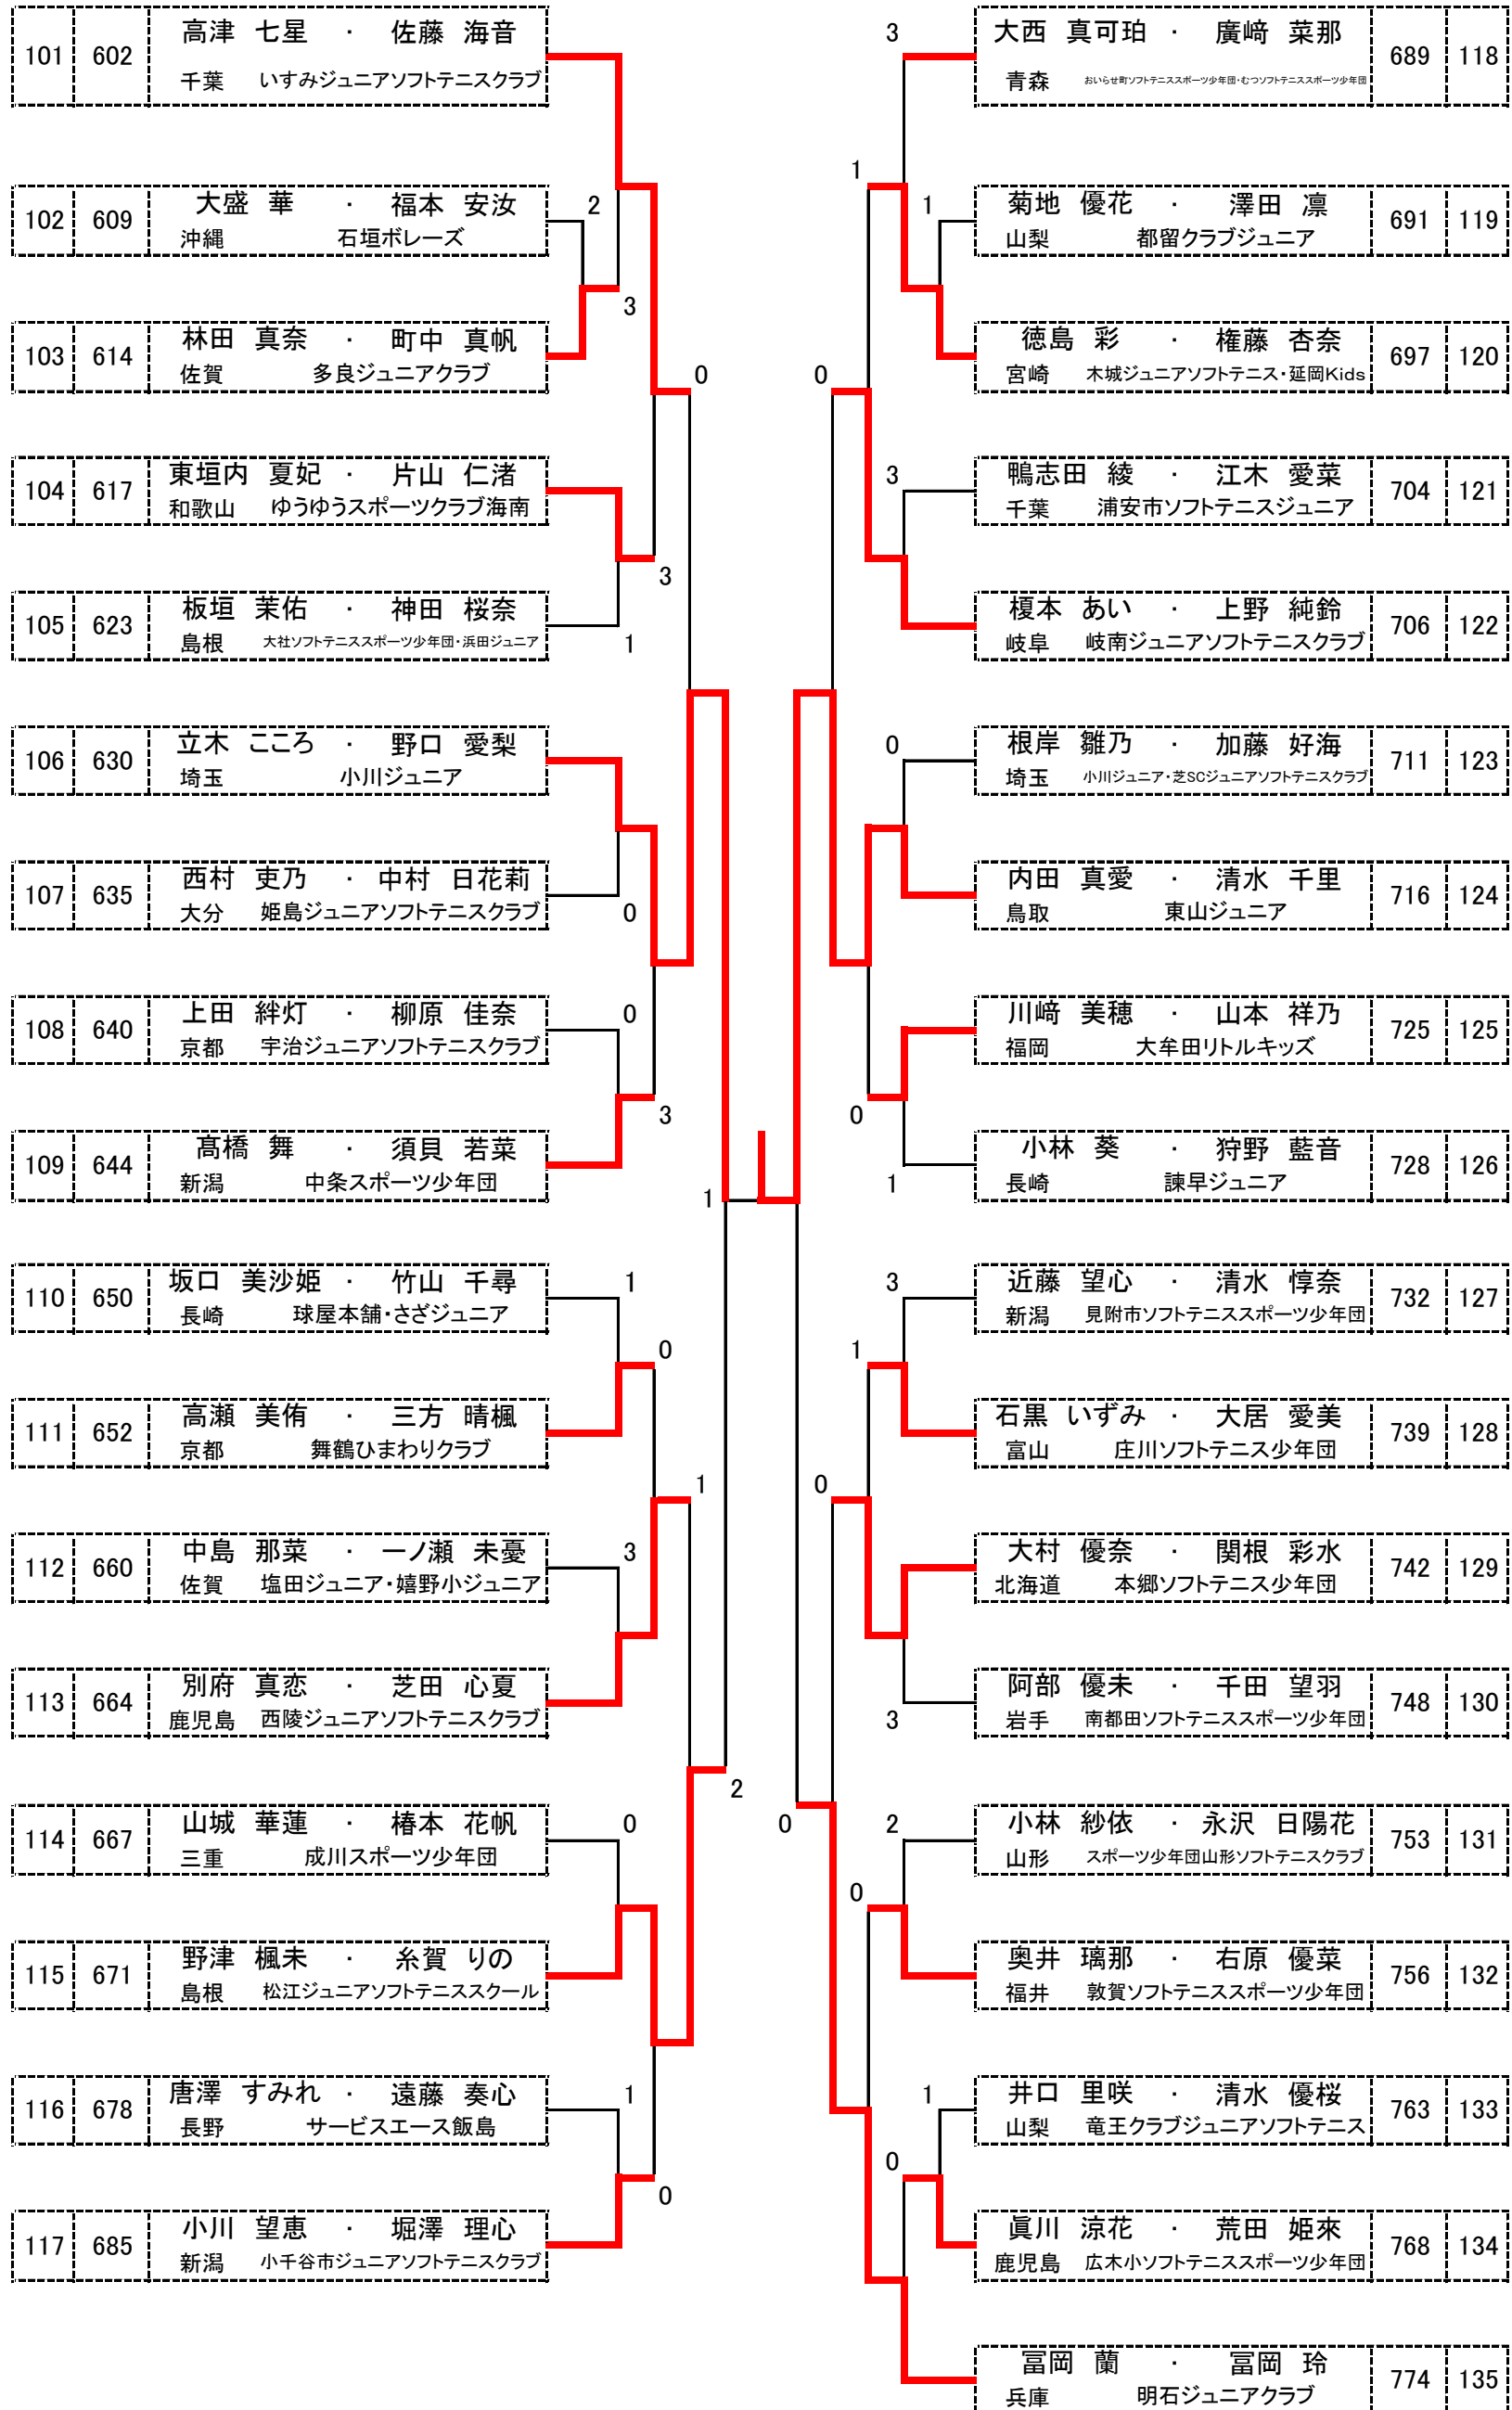 101 602 高津 七星 ・ 佐藤 海音
千葉 いすみジュニアソフトテニスクラブ
102 609 大盛 華 ・ 福本 安汝
沖縄 石垣ボレーズ
2
3
103 614 林田 真奈 ・ 町中 真帆
佐賀 多良ジュニアクラブ
0
104 617 東垣内 夏妃 ・ 片山 仁渚
和歌山 ゆうゆうスポーツクラブ海南
3
105 623 板垣 茉佑 ・ 神田 桜奈
島根 大社ソフトテニススポーツ少年団・浜田ジュニア
1
106 630 立木 こころ ・ 野口 愛梨
埼玉 小川ジュニア
107 635 西村 吏乃 ・ 中村 日花莉
大分 姫島ジュニアソフトテニスクラブ
0
108 640 上田 絆灯 ・ 柳原 佳奈
京都 宇治ジュニアソフトテニスクラブ
0
3
109 644 髙橋 舞 ・ 須貝 若菜
新潟 中条スポーツ少年団
1
110 650 坂口 美沙姫 ・ 竹山 千尋
長崎 球屋本舗・さざジュニア
1
0
111 652 高瀬 美侑 ・ 三方 晴楓
京都 舞鶴ひまわりクラブ
1
112 660 中島 那菜 ・ 一ノ瀬 未憂
佐賀 塩田ジュニア・嬉野小ジュニア
3
113 664 別府 真恋 ・ 芝田 心夏
鹿児島 西陵ジュニアソフトテニスクラブ
2
114 667 山城 華蓮 ・ 椿本 花帆
三重 成川スポーツ少年団
0
115 671 野津 楓未 ・ 糸賀 りの
島根 松江ジュニアソフトテニススクール
116 678 唐澤 すみれ ・ 遠藤 奏心
長野 サービスエース飯島
1
0
117 685 小川 望恵 ・ 堀澤 理心
新潟 小千谷市ジュニアソフトテニスクラブ
3
大西 真可珀 ・ 廣﨑 菜那 689 118
青森 おいらせ町ソフトテニススポーツ少年団・むつソフトテニススポーツ少年団
1
1
菊地 優花 ・ 澤田 凛 691 119
山梨 都留クラブジュニア
徳島 彩 ・ 権藤 杏奈 697 120
宮崎 木城ジュニアソフトテニス・延岡Kids
0
3
鴨志田 綾 ・ 江木 愛菜 704 121
千葉 浦安市ソフトテニスジュニア
榎本 あい ・ 上野 純鈴 706 122
岐阜 岐南ジュニアソフトテニスクラブ
0
根岸 雛乃 ・ 加藤 好海 711 123
埼玉 小川ジュニア・芝SCジュニアソフトテニスクラブ
内田 真愛 ・ 清水 千里 716 124
鳥取 東山ジュニア
川﨑 美穂 ・ 山本 祥乃 725 125
福岡 大牟田リトルキッズ
0
小林 葵 ・ 狩野 藍音 728 126
長崎 諫早ジュニア
1
3
近藤 望心 ・ 清水 惇奈 732 127
新潟 見附市ソフトテニススポーツ少年団
1
石黒 いずみ ・ 大居 愛美 739 128
富山 庄川ソフトテニス少年団
0
大村 優奈 ・ 関根 彩水 742 129
北海道 本郷ソフトテニス少年団
阿部 優未 ・ 千田 望羽 748 130
岩手 南都田ソフトテニススポーツ少年団
3
0
2
小林 紗依 ・ 永沢 日陽花 753 131
山形 スポーツ少年団山形ソフトテニスクラブ
0
奥井 璃那 ・ 右原 優菜 756 132
福井 敦賀ソフトテニススポーツ少年団
1
井口 里咲 ・ 清水 優桜 763 133
山梨 竜王クラブジュニアソフトテニス
0
眞川 涼花 ・ 荒田 姫來 768 134
鹿児島 広木小ソフトテニススポーツ少年団
冨岡 蘭 ・ 冨岡 玲 774 135
兵庫 明石ジュニアクラブ